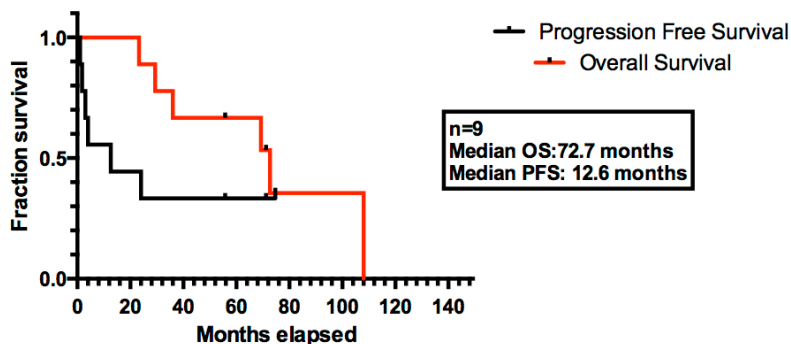 Progression Free Survival
Overall Survival
n=9
Median OS:72.7 months
Median PFS: 12.6 months
Fraction survival
1.0
0.5
0.0
0 20 40 60 80 100 120 140
Months elapsed